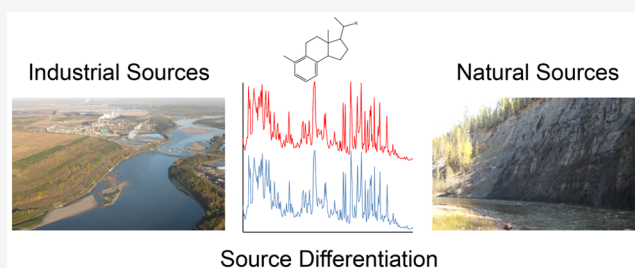 Industrial Sources
Natural Sources
Source Differentiation